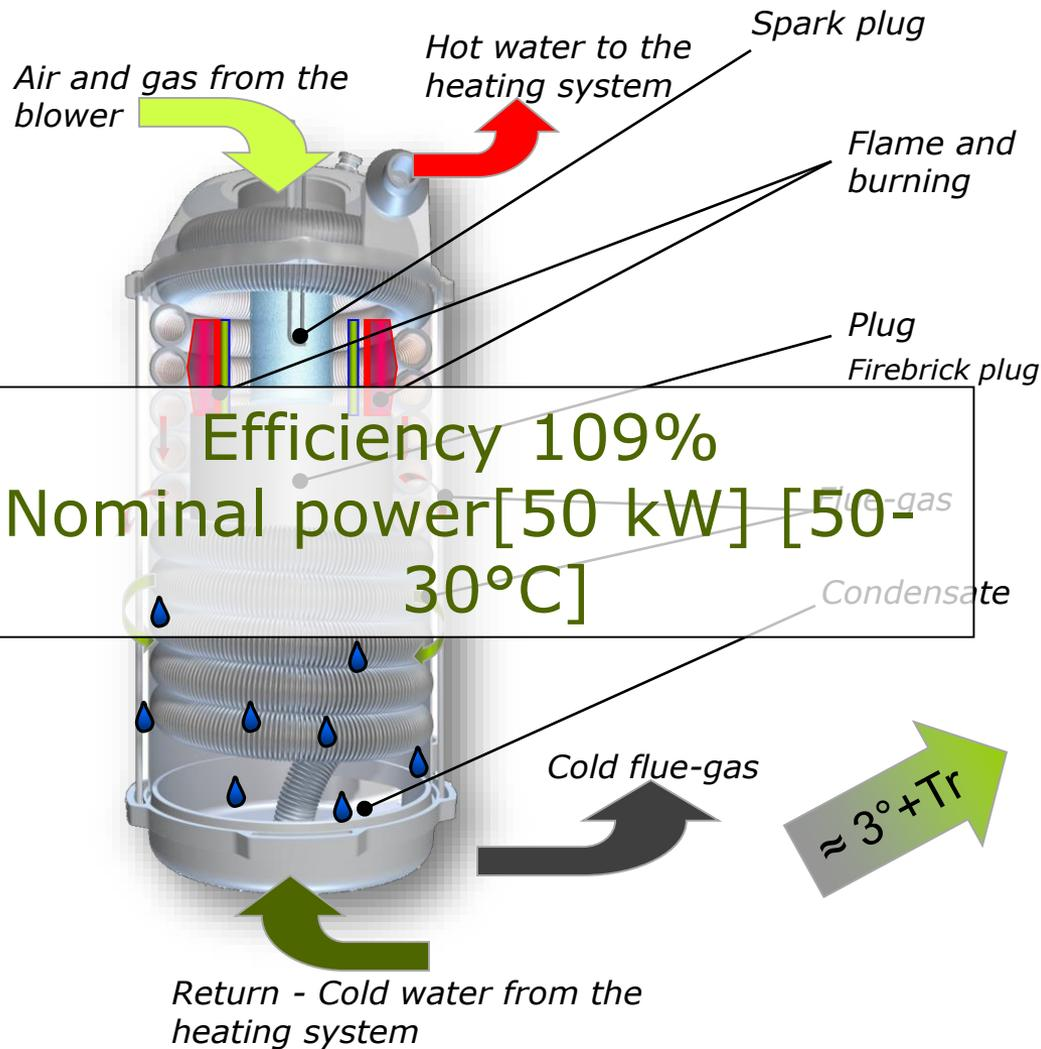 Spark plug
Hot water to the
heating system
Air and gas from the
blower
Flame and
burning
Plug
Firebrick plug
Efficiency 109%
Nominal power[50 kW] [50-
30°C]
Flue-gas
Condensate
Cold flue-gas
≈ 3°+Tr
Return - Cold water from the
heating system